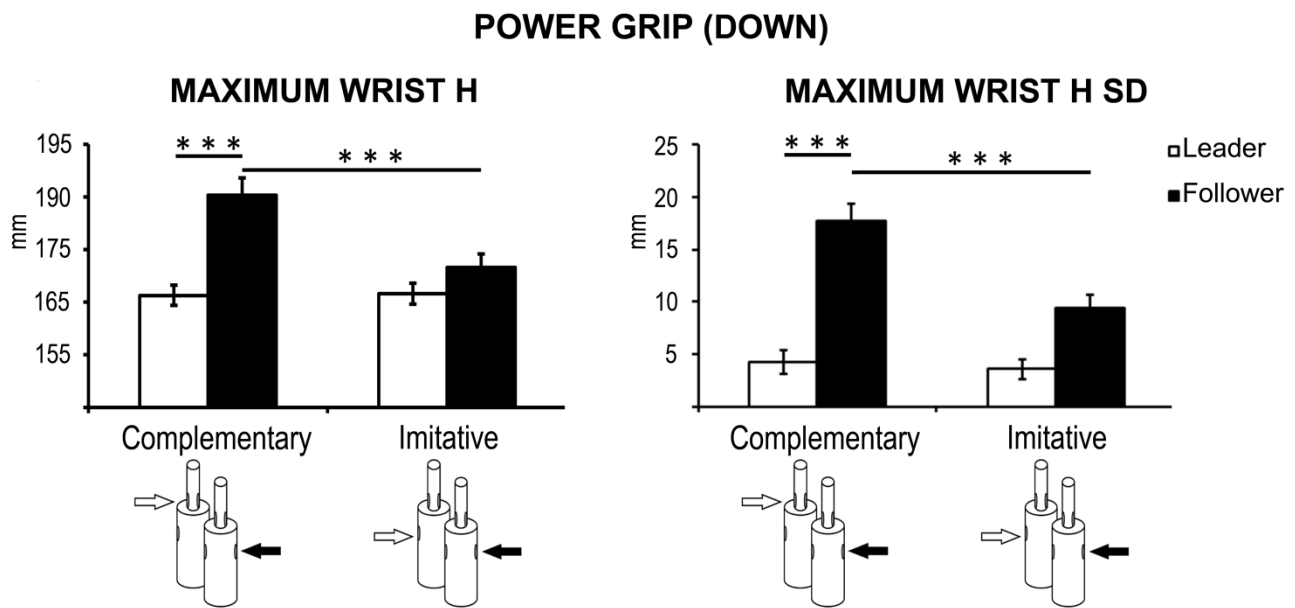 POWER GRIP (DOWN)
MAXIMUM WRIST H
mm
195
190
175
165
155
***
***
Complementary
Imitative
MAXIMUM WRIST H SD
mm
25
20
15
10
5
***
***
Complementary
Imitative
Leader
Follower